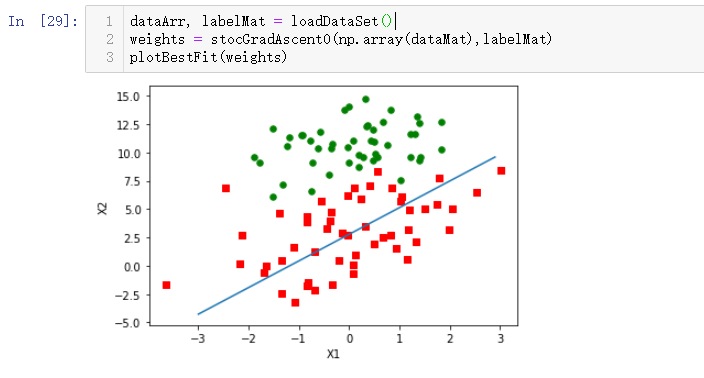 In [29]:
1 dataArr, labelMat = loadDataSet()
2 weights = stocGradAscent0(np.array(dataMat),labelMat)
3 plotBestFit(weights)
15.0
12.5
10.0
7.5
5.0
2.5
0.0
−2.5
−5.0
X2
−3 −2 −1 0 1 2 3
X1